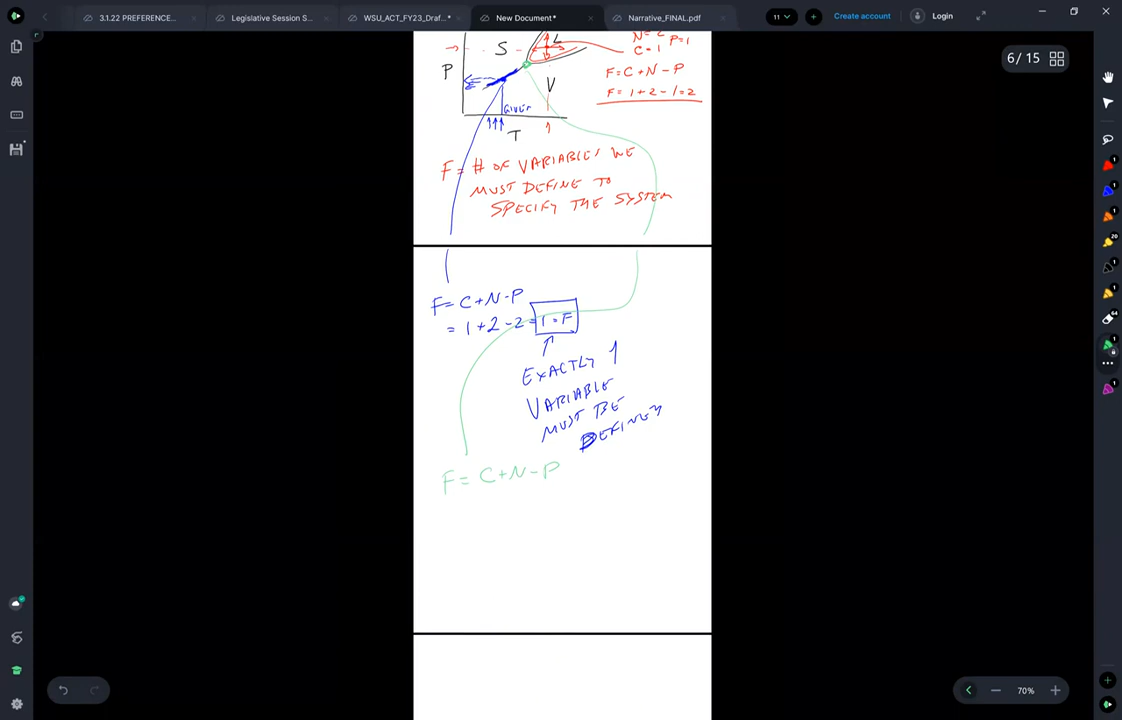 3.1.22 PREFERENCE...
Legislative Session S...
WSU_ACT_FY23_Draf...*
New Document*
Narrative_FINAL.pdf
11
Create account
Login
6 / 15
S
L
P
V
GIVEN
T
C=1
P=1
F=C+N-P
F=1+2-1=2
F= # OF VARIABLES WE
MUST DEFINE TO
SPECIFY THE SYSTEM
F= C+N-P
= 1+2-2=1=F
EXACTLY 1
VARIABLE
MUST BE
DEFINED
F= C+N-P
70%